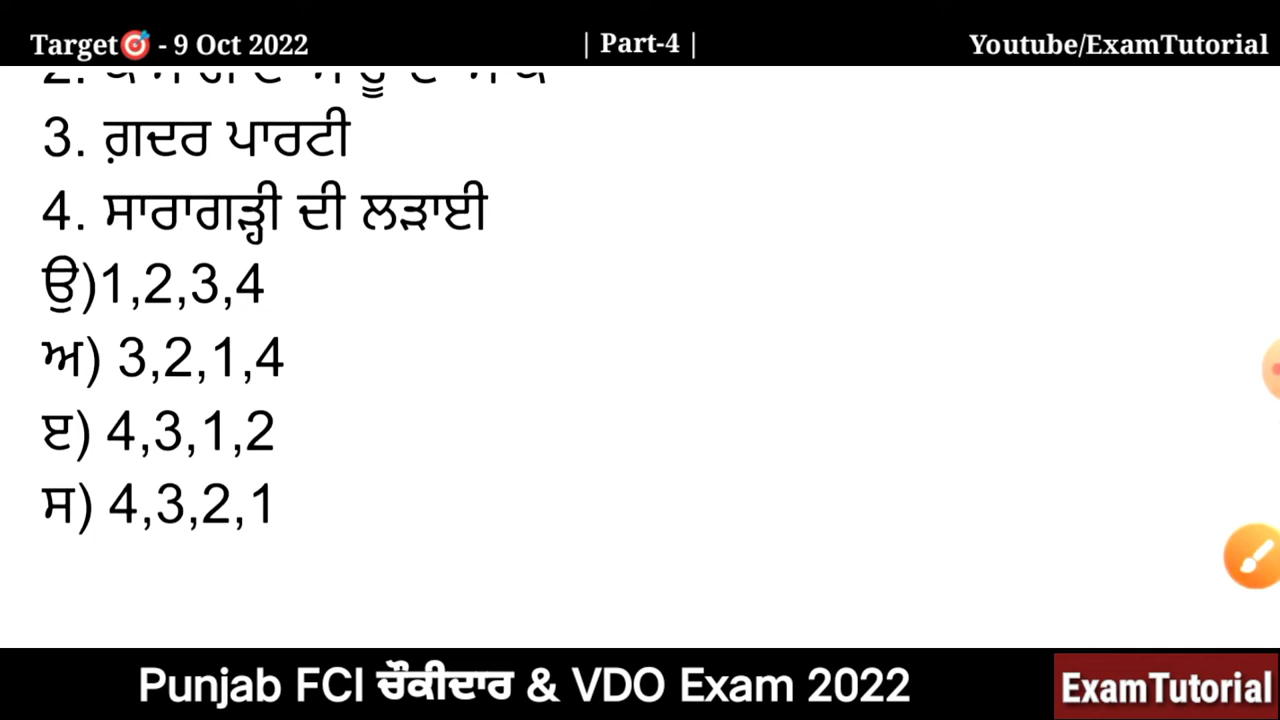 Target🎯 - 9 Oct 2022
| Part-4 |
Youtube/ExamTutorial
2.
3. ਗ਼ਦਰ ਪਾਰਟੀ
4. ਸਾਰਾਗੜ੍ਹੀ ਦੀ ਲੜਾਈ
ਉ)1,2,3,4
ਅ) 3,2,1,4
ੲ) 4,3,1,2
ਸ) 4,3,2,1
Punjab FCI ਚੌਕੀਦਾਰ & VDO Exam 2022
ExamTutorial